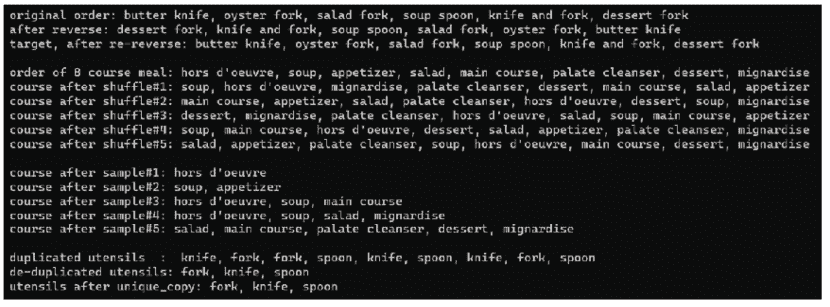 original order: butter knife, oyster fork, salad fork, soup spoon, knife and fork, dessert fork
after reverse: dessert fork, knife and fork, soup spoon, salad fork, oyster fork, butter knife
target, after re-reverse: butter knife, oyster fork, salad fork, soup spoon, knife and fork, dessert fork
order of 8 course meal: hors d'oeuvre, soup, appetizer, salad, main course, palate cleanser, dessert, mignardise
course after shuffle#1: soup, hors d'oeuvre, mignardise, palate cleanser, dessert, main course, salad, appetizer
course after shuffle#2: main course, appetizer, salad, palate cleanser, hors d'oeuvre, dessert, soup, mignardise
course after shuffle#3: dessert, mignardise, palate cleanser, hors d'oeuvre, salad, soup, main course, appetizer
course after shuffle#4: soup, main course, hors d'oeuvre, dessert, salad, appetizer, palate cleanser, mignardise
course after shuffle#5: salad, appetizer, palate cleanser, soup, hors d'oeuvre, main course, dessert, mignardise
course after sample#1: hors d'oeuvre
course after sample#2: soup, appetizer
course after sample#3: hors d'oeuvre, soup, main course
course after sample#4: hors d'oeuvre, soup, salad, mignardise
course after sample#5: salad, main course, palate cleanser, dessert, mignardise
duplicated utensils : knife, fork, fork, spoon, knife, spoon, knife, fork, spoon
de-duplicated utensils: fork, knife, spoon
utensils after unique_copy: fork, knife, spoon